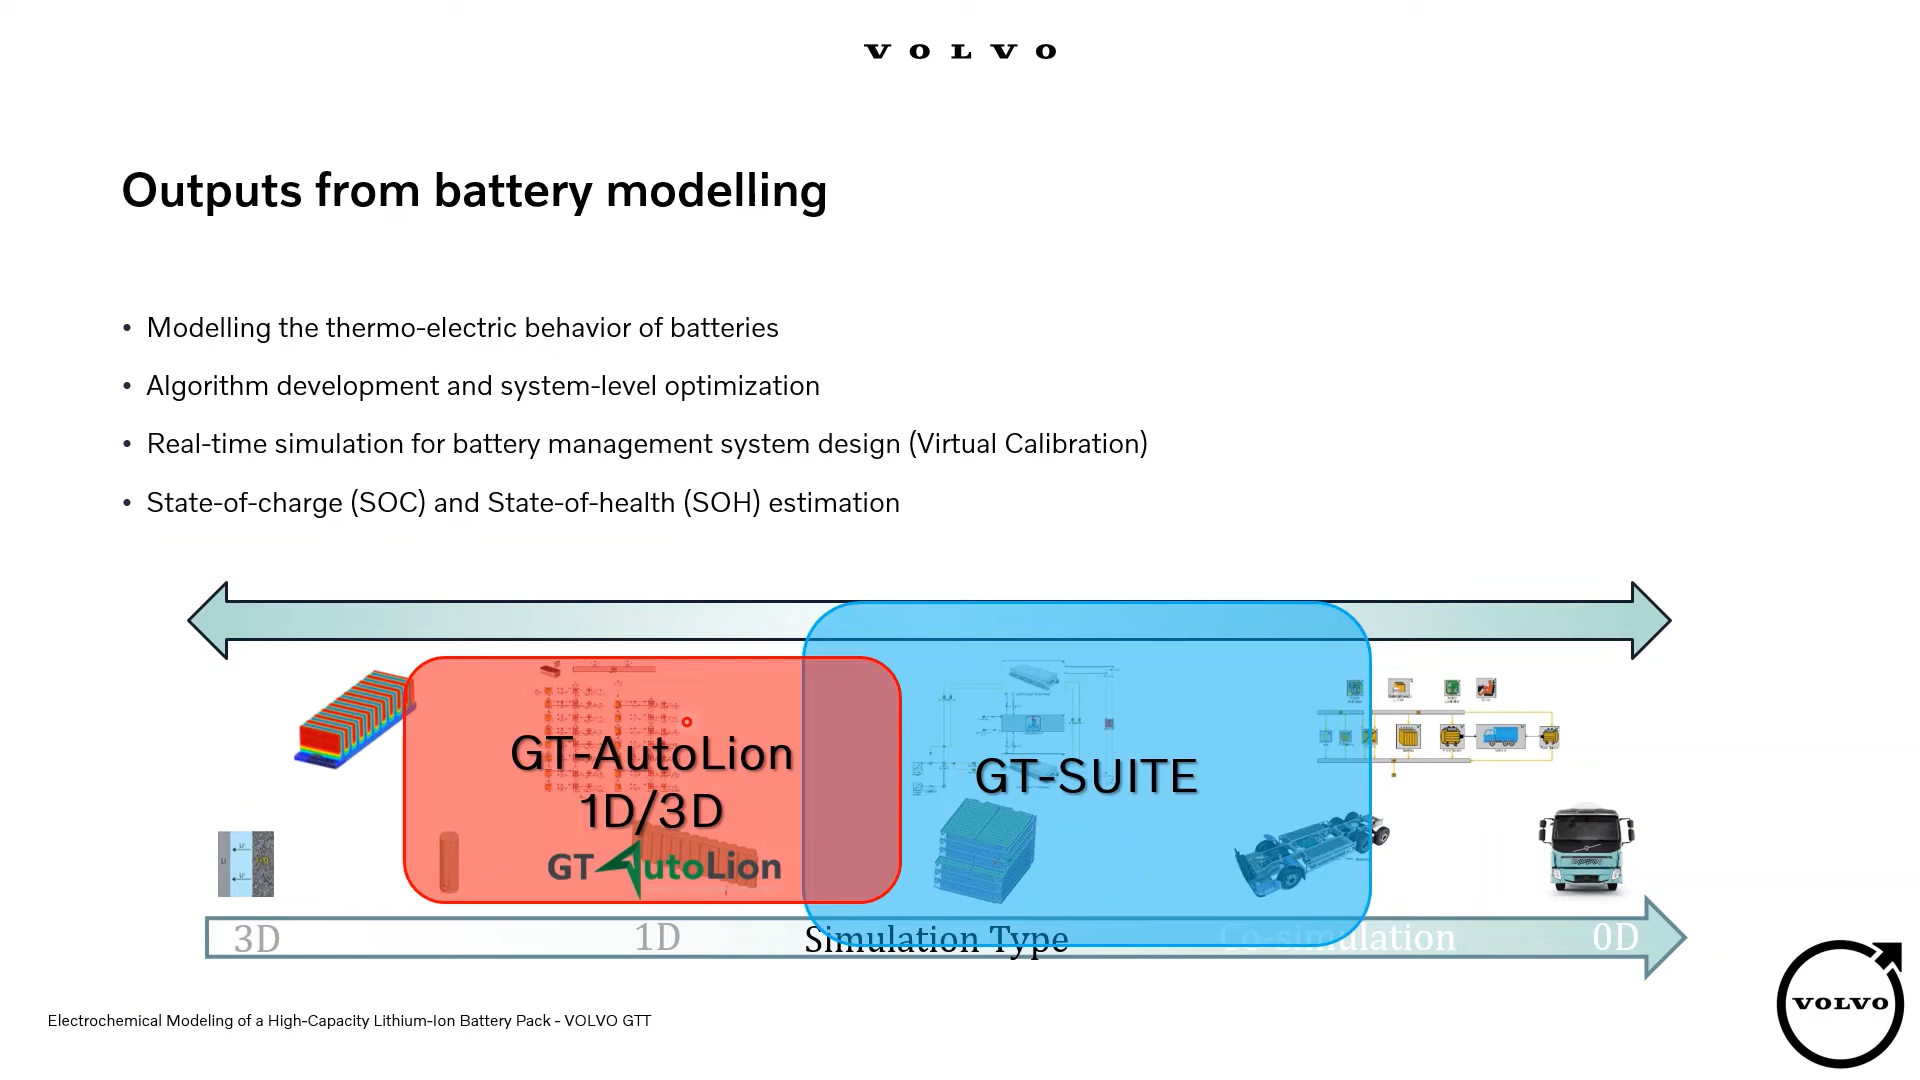 VOLVO
Outputs from battery modelling
• Modelling the thermo-electric behavior of batteries
• Algorithm development and system-level optimization
• Real-time simulation for battery management system design (Virtual Calibration)
• State-of-charge (SOC) and State-of-health (SOH) estimation
GT-AutoLion
1D/3D
GT AutoLion
GT-SUITE
3D 1D Simulation Type Co-simulation 0D
Electrochemical Modeling of a High-Capacity Lithium-Ion Battery Pack - VOLVO GTT
VOLVO